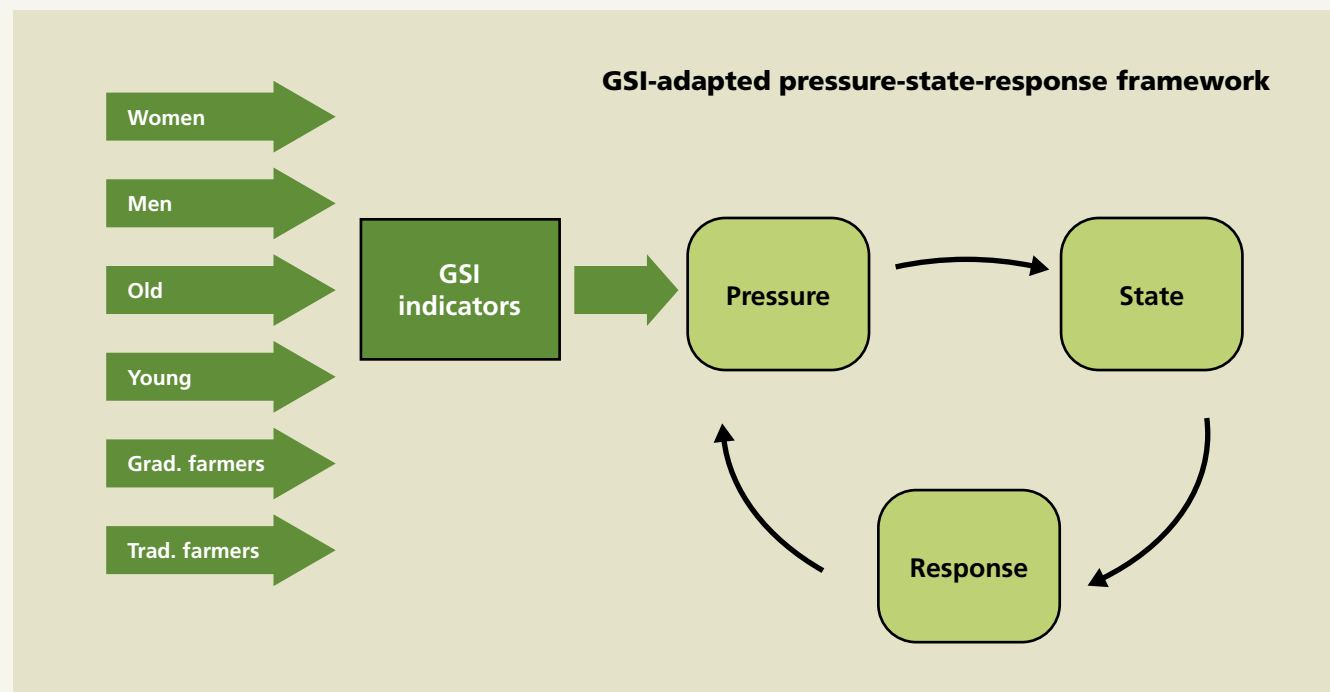 GSI-adapted pressure-state-response framework
Women
Men
Old
Young
Grad. farmers
Trad. farmers
GSI
indicators
Pressure
State
Response